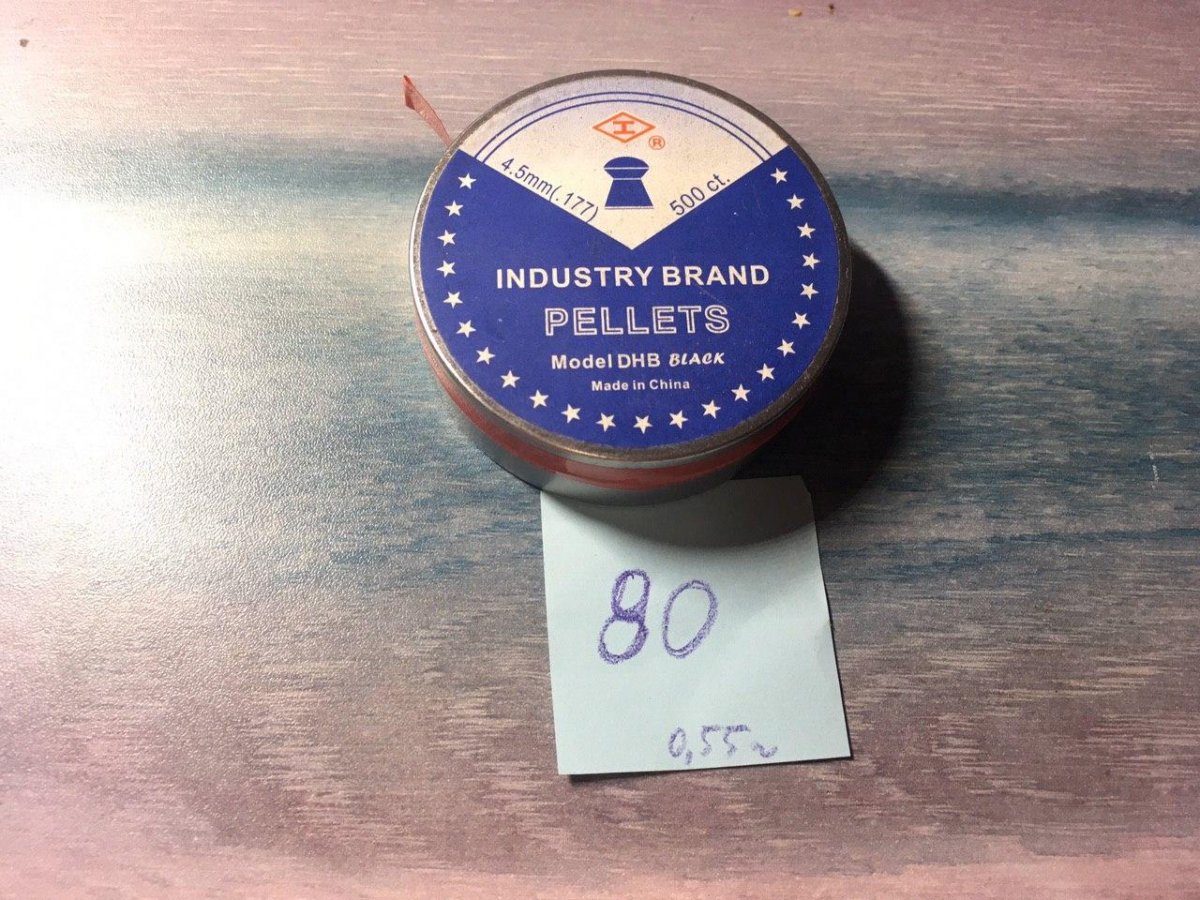 ®
4.5mm(.177)
500 ct.
INDUSTRY BRAND
PELLETS
Model DHB BLACK
Made in China
80
0,55г